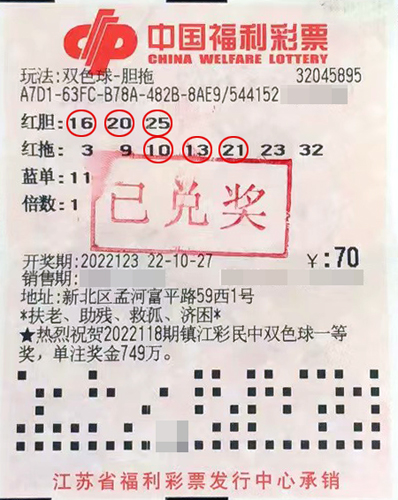 中国福利彩票
CHINA WELFARE LOTTERY
玩法:双色球-胆拖 32045895
A7D1-63FC-B78A-482B-8AE9/544152
红胆:16 20 25
红拖: 3 9 10 13 21 23 32
蓝单:11
倍数:1
已兑奖
开奖期:2022123 22-10-27 ¥:70
销售期:
地址:新北区孟河富平路59西1号
*扶老、助残、救孤、济困*
★热烈祝贺2022118期镇江彩民中双色球一等
奖，单注奖金749万。
江苏省福利彩票发行中心承销